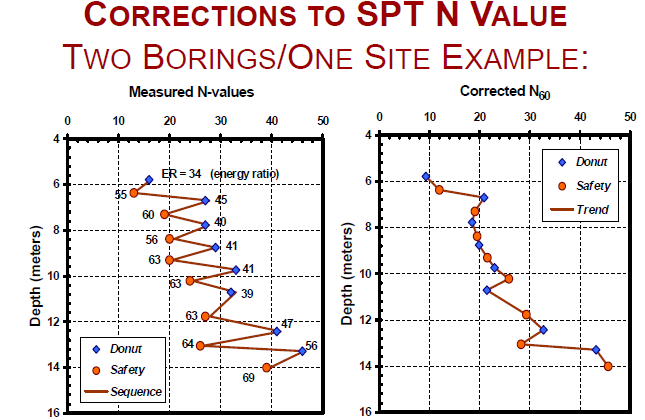 CORRECTIONS TO SPT N VALUE
TWO BORINGS/ONE SITE EXAMPLE:
Measured N-values
0 10 20 30 40 50
4
6
8
10
12
14
16
Depth (meters)
ER = 34 (energy ratio)
55
45
60
40
56
41
63
41
63
39
63
47
64
56
69
Donut
Safety
Sequence
Corrected N60
0 10 20 30 40 50
4
6
8
10
12
14
16
Depth (meters)
Donut
Safety
Trend